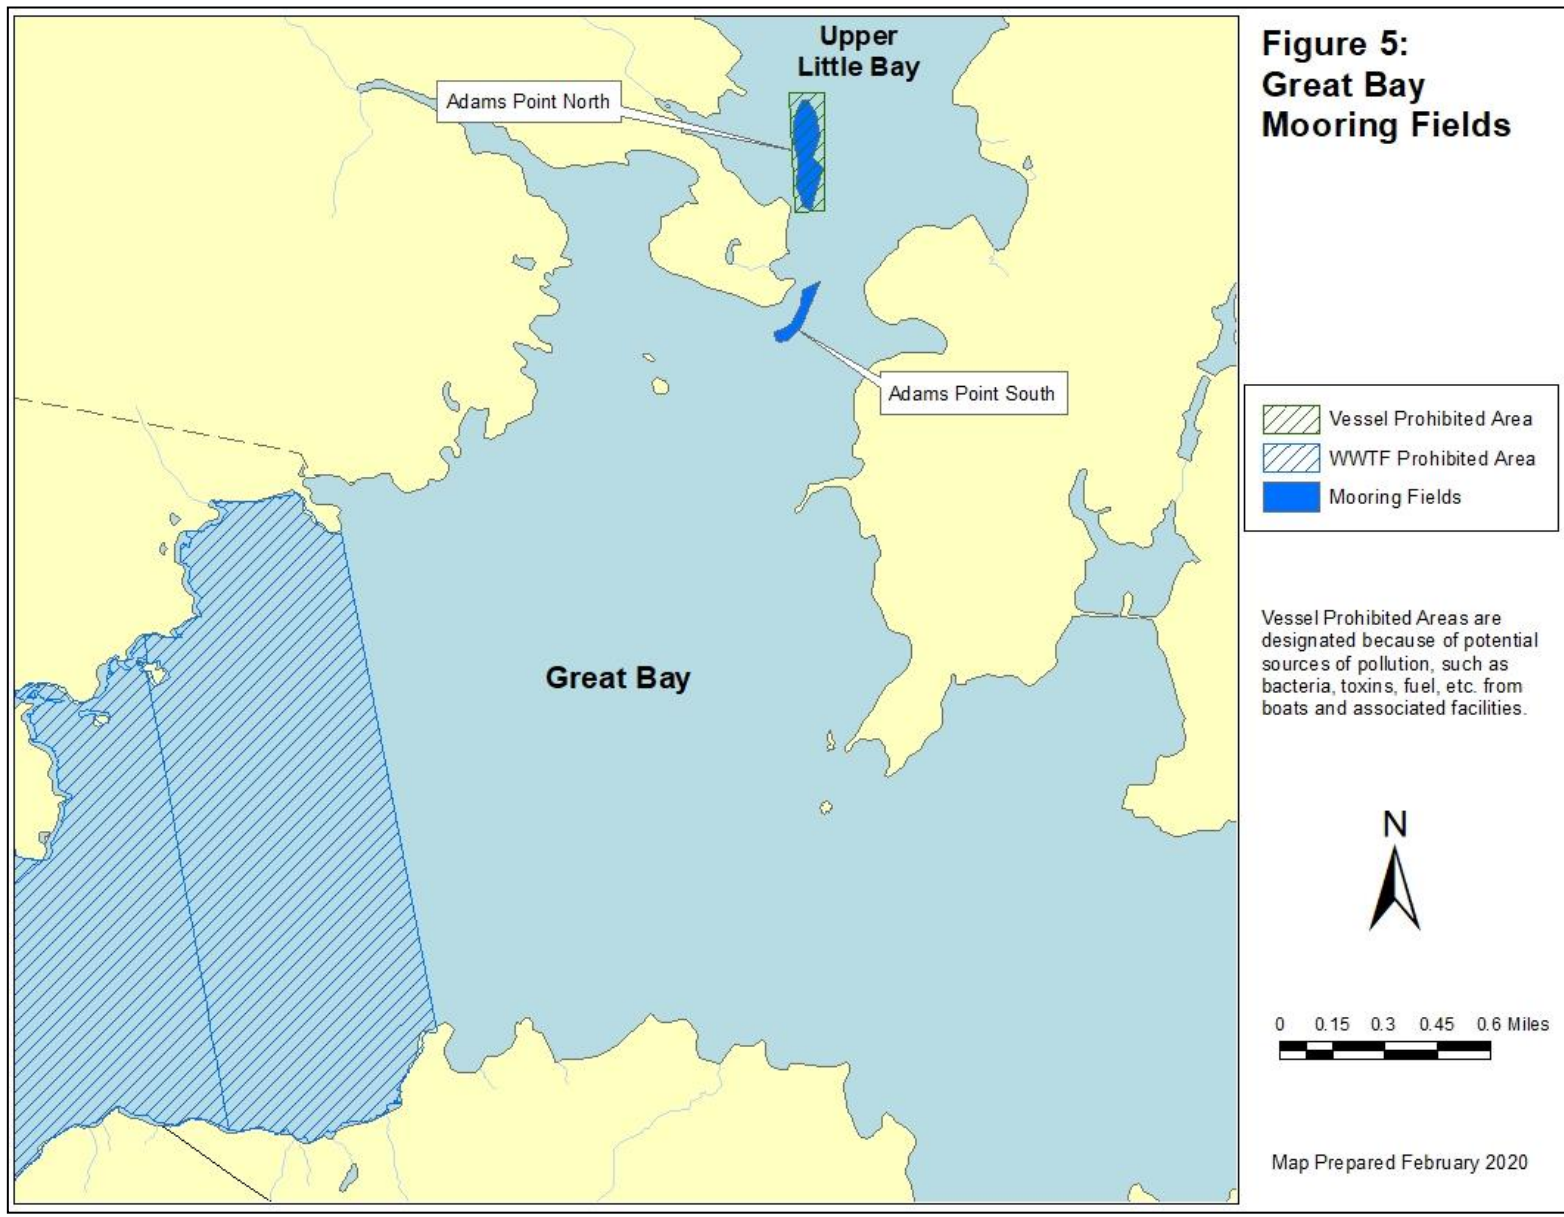 Upper
Little Bay
Adams Point North
Adams Point South
Great Bay
Figure 5:
Great Bay
Mooring Fields
Vessel Prohibited Area
WWTF Prohibited Area
Mooring Fields
Vessel Prohibited Areas are
designated because of potential
sources of pollution, such as
bacteria, toxins, fuel, etc. from
boats and associated facilities.
N
0 0.15 0.3 0.45 0.6 Miles
Map Prepared February 2020